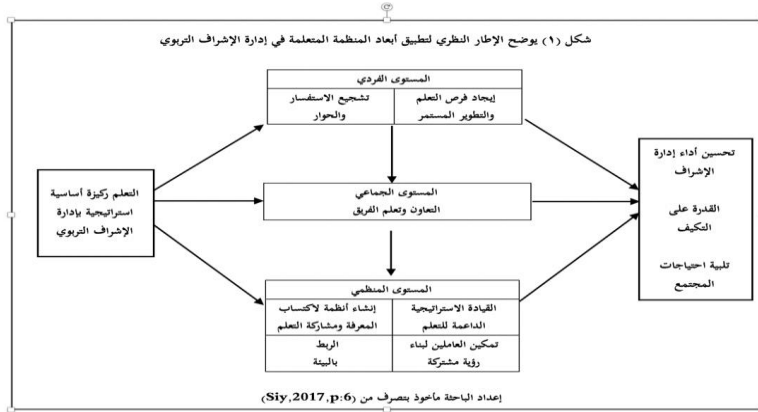 شكل (١) يوضح الإطار النظري لتطبيق أبعاد المنظمة المتعلمة في إدارة الإشراف التربوي
المستوى الفردي
إيجاد فرص التعلم
والتطوير المستمر
تشجيع الاستفسار
والحوار
التعلم ركيزة أساسية
استراتيجية بإدارة
الإشراف التربوي
المستوى الجماعي
التعاون وتعلم الفريق
المستوى المنظمي
القيادة الاستراتيجية
الداعمة للتعلم
إنشاء أنظمة لاكتساب
المعرفة ومشاركة التعلم
تمكين العاملين لبناء
رؤية مشتركة
الربط
بالبيئة
تحسين أداء إدارة
الإشراف
القدرة على
التكيف
تلبية احتياجات
المجتمع
إعداد الباحثة مأخوذ بتصرف من (Siy,2017,p:6)